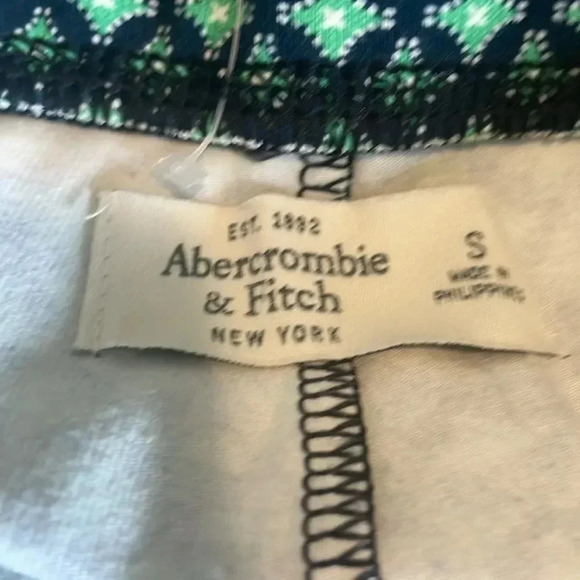 EST. 1892
Abercrombie
& Fitch
NEW YORK
S
MADE IN
PHILIPPINES